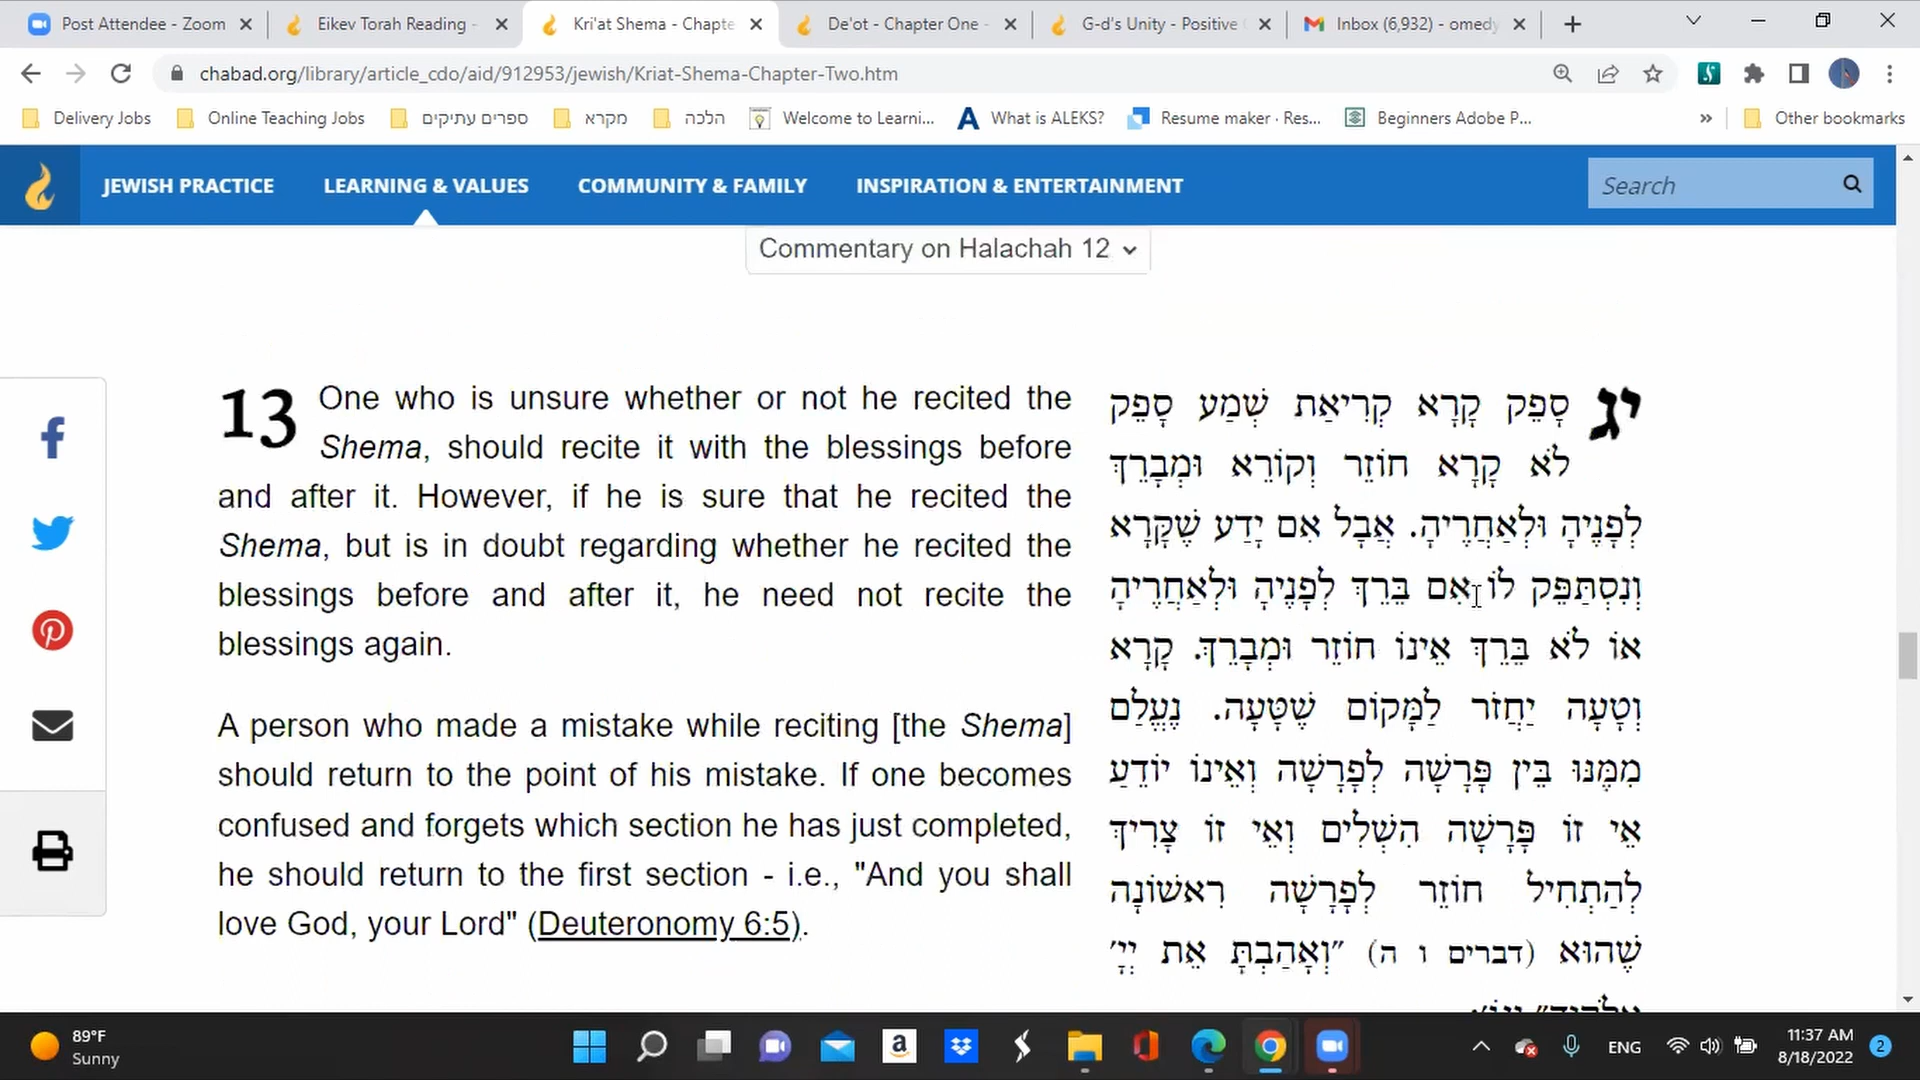 Post Attendee - Zoom
Eikev Torah Reading -
Kri'at Shema - Chapte
De'ot - Chapter One -
G-d's Unity - Positive
Inbox (6,932) - omedy
chabad.org/library/article_cdo/aid/912953/jewish/Kriat-Shema-Chapter-Two.htm
Delivery Jobs
Online Teaching Jobs
ספרים עתיקים
מקרא
הלכה
Welcome to Learni...
What is ALEKS?
Resume maker · Res...
Beginners Adobe P...
»
Other bookmarks
JEWISH PRACTICE
LEARNING & VALUES
COMMUNITY & FAMILY
INSPIRATION & ENTERTAINMENT
Search
Commentary on Halachah 12
13 One who is unsure whether or not he recited the
Shema, should recite it with the blessings before
and after it. However, if he is sure that he recited the
Shema, but is in doubt regarding whether he recited the
blessings before and after it, he need not recite the
blessings again.
A person who made a mistake while reciting [the Shema]
should return to the point of his mistake. If one becomes
confused and forgets which section he has just completed,
he should return to the first section - i.e., "And you shall
love God, your Lord" (Deuteronomy 6:5).
יג סָפֵק קָרָא קְרִיאַת שְׁמַע סָפֵק
לֹא קָרָא חוֹזֵר וְקוֹרֵא וּמְבָרֵךְ
לְפָנֶיהָ וּלְאַחֲרֶיהָ. אֲבָל אִם יָדַע שֶׁקָּרָא
וְנִסְתַּפֵּק לוֹ אִם בֵּרֵךְ לְפָנֶיהָ וּלְאַחֲרֶיהָ
אוֹ לֹא בֵּרֵךְ אֵינוֹ חוֹזֵר וּמְבָרֵךְ. קָרָא
וְטָעָה יַחֲזֹר לַמָּקוֹם שֶׁטָּעָה. נֶעֱלַם
מִמֶּנּוּ בֵּין פָּרָשָׁה לְפָרָשָׁה וְאֵינוֹ יוֹדֵעַ
אֵי זוֹ פָּרָשָׁה הִשְׁלִים וְאֵי זוֹ צָרִיךְ
לְהַתְחִיל חוֹזֵר לְפָרָשָׁה רִאשׁוֹנָה
שֶׁהוּא (דברים ו ה) "וְאָהַבְתָּ אֵת יְיָ'
89°F
Sunny
ENG
11:37 AM
8/18/2022
2